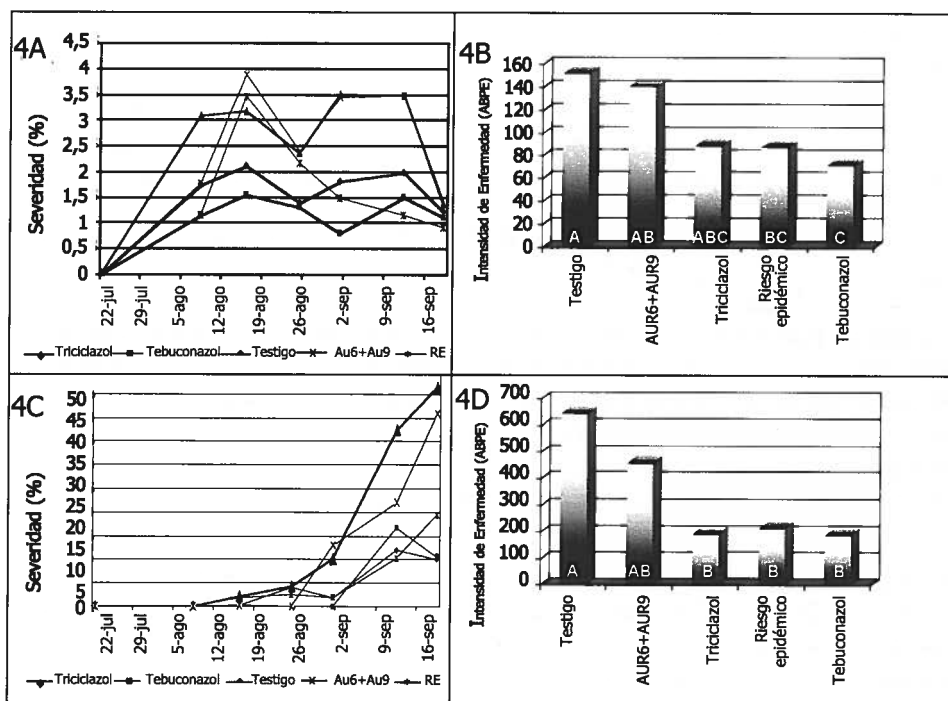 4A
Severidad (%)
4,5
4
3,5
3
2,5
2
1,5
1
0,5
0
22-jul
29-jul
5-ago
12-ago
19-ago
26-ago
2-sep
9-sep
16-sep
Triciclazol Tebuconazol Testigo Au6+Au9 RE
4B
Intensidad de Enfermedad (ABPE)
160
140
120
100
80
60
40
20
0
A AB ABC BC C
Testigo
AUR6+AUR9
Triciclazol
Riesgo
epidémico
Tebuconazol
4C
Severidad (%)
50
45
40
35
30
25
20
15
10
5
0
22-jul
29-jul
5-ago
12-ago
19-ago
26-ago
2-sep
9-sep
16-sep
Triciclazol Tebuconazol Testigo Au6+Au9 RE
4D
Intensidad de Enfermedad (ABPE)
700
600
500
400
300
200
100
0
A AB B B B
Testigo
AUR6+AUR9
Triciclazol
Riesgo
epidémico
Tebuconazol